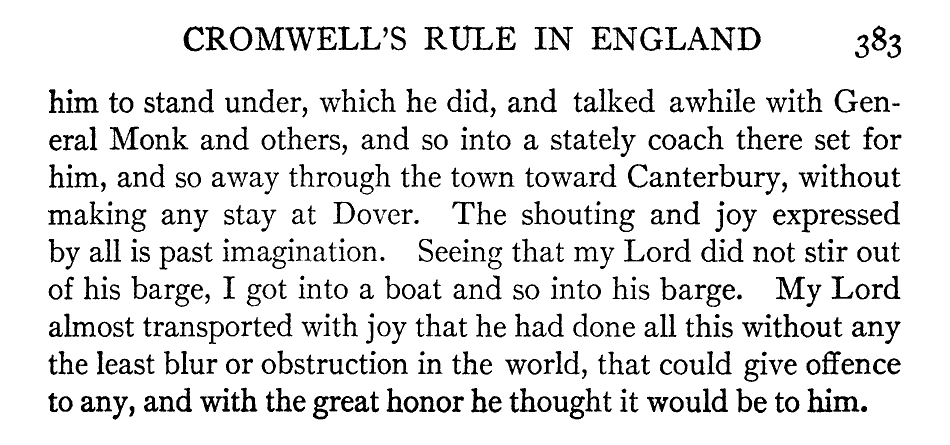 CROMWELL'S RULE IN ENGLAND 383
him to stand under, which he did, and talked awhile with Gen-
eral Monk and others, and so into a stately coach there set for
him, and so away through the town toward Canterbury, without
making any stay at Dover. The shouting and joy expressed
by all is past imagination. Seeing that my Lord did not stir out
of his barge, I got into a boat and so into his barge. My Lord
almost transported with joy that he had done all this without any
the least blur or obstruction in the world, that could give offence
to any, and with the great honor he thought it would be to him.